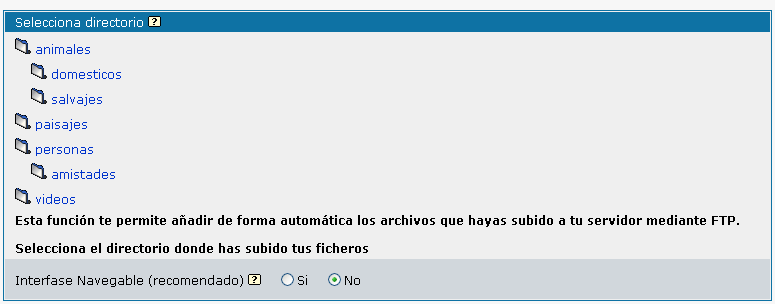 Selecciona directorio ?
animales
domesticos
salvajes
paisajes
personas
amistades
videos
Esta función te permite añadir de forma automática los archivos que hayas subido a tu servidor mediante FTP.
Selecciona el directorio donde has subido tus ficheros
Interfase Navegable (recomendado) ? Si No